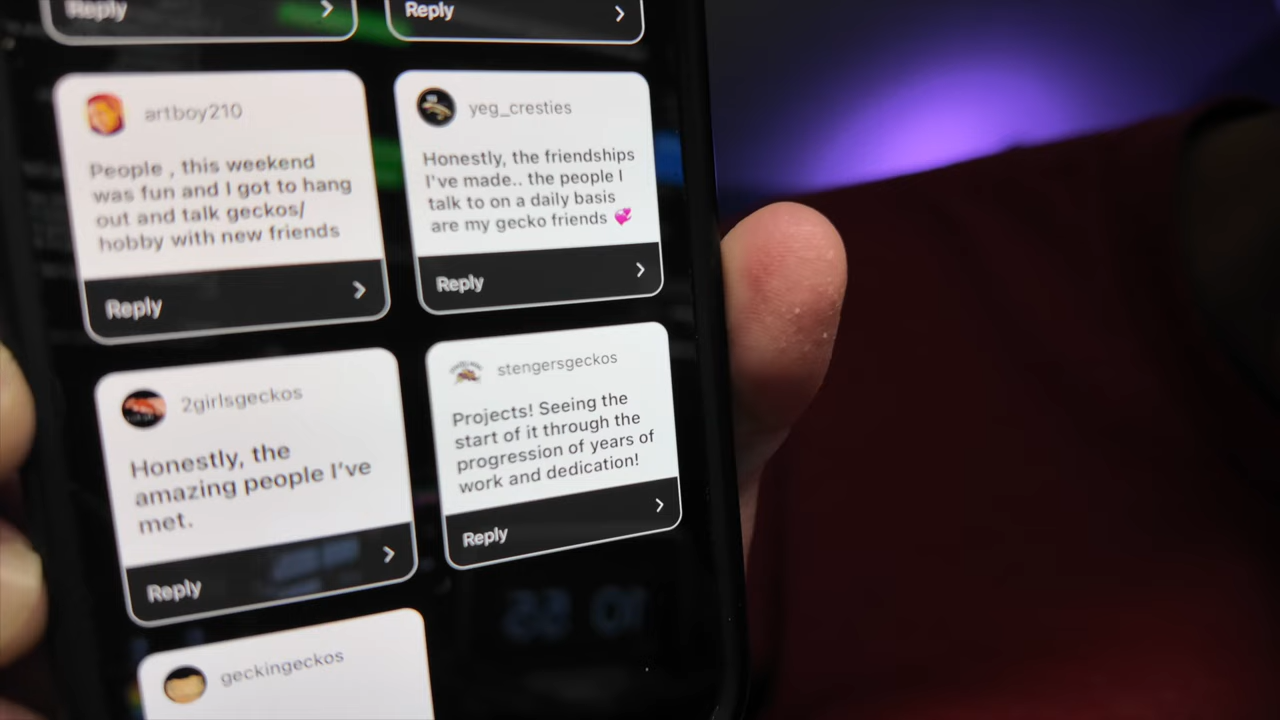 Reply
Reply
artboy210
People , this weekend
was fun and I got to hang
out and talk geckos/
hobby with new friends
Reply
yeg_cresties
Honestly, the friendships
I've made.. the people I
talk to on a daily basis
are my gecko friends 💞
Reply
2girlsgeckos
Honestly, the
amazing people I've
met.
Reply
stengersgeckos
Projects! Seeing the
start of it through the
progression of years of
work and dedication!
Reply
geckingeckos